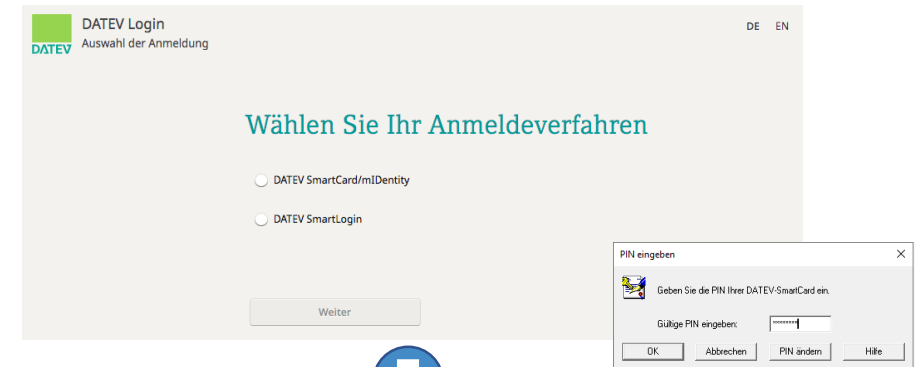 DATEV Login
Auswahl der Anmeldung
DATEV
DE EN
Wählen Sie Ihr Anmeldeverfahren
DATEV SmartCard/mIDentity
DATEV SmartLogin
Weiter
PIN eingeben
Geben Sie die PIN Ihrer DATEV-SmartCard ein.
Gültige PIN eingeben: ********
OK Abbrechen PIN ändern Hilfe